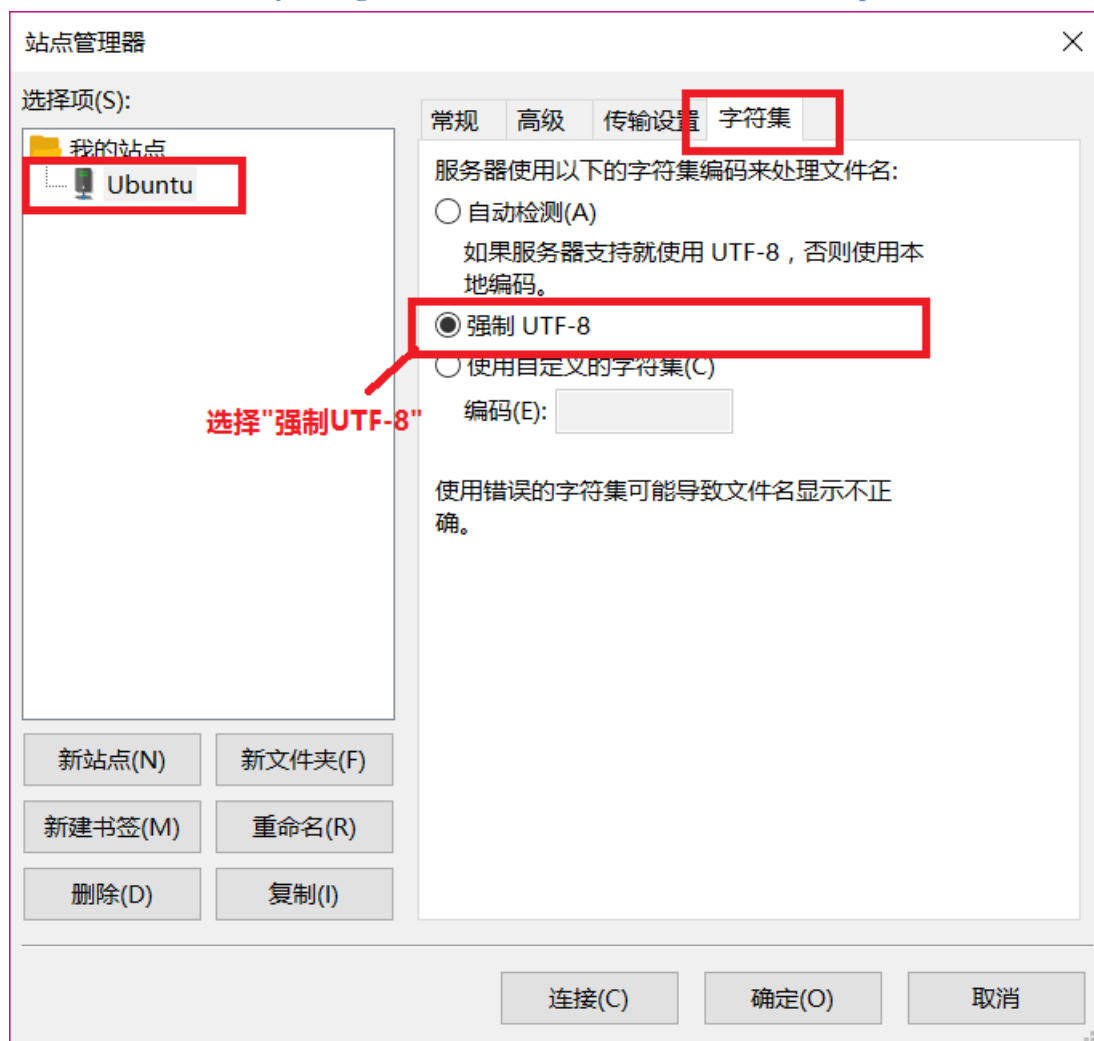 站点管理器
选择项(S):
我的站点
Ubuntu
新站点(N)
新文件夹(F)
新建书签(M)
重命名(R)
删除(D)
复制(I)
常规
高级
传输设置
字符集
服务器使用以下的字符集编码来处理文件名:
自动检测(A)
如果服务器支持就使用 UTF-8，否则使用本
地编码。
强制 UTF-8
使用自定义的字符集(C)
编码(E):
选择"强制UTF-8"
使用错误的字符集可能导致文件名显示不正
确。
连接(C)
确定(O)
取消